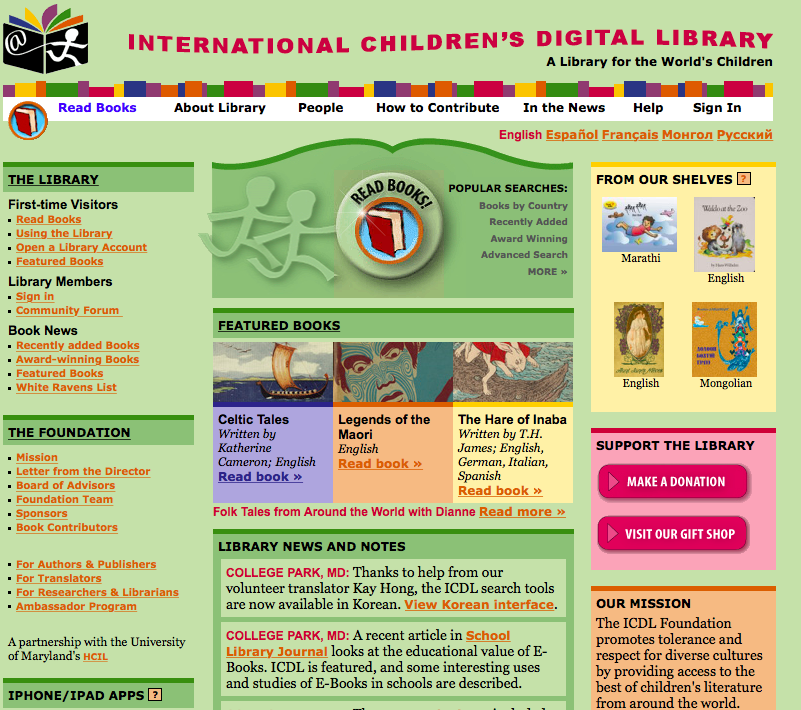 @
INTERNATIONAL CHILDREN'S DIGITAL LIBRARY
A Library for the World's Children
Read Books About Library People How to Contribute In the News Help Sign In
English Español Français Монгол Русский
THE LIBRARY
First-time Visitors
Read Books
Using the Library
Open a Library Account
Featured Books
Library Members
Sign in
Community Forum
Book News
Recently added Books
Award-winning Books
Featured Books
White Ravens List
THE FOUNDATION
Mission
Letter from the Director
Board of Advisors
Foundation Team
Sponsors
Book Contributors
For Authors & Publishers
For Translators
For Researchers & Librarians
Ambassador Program
A partnership with the University
of Maryland's HCIL
IPHONE/IPAD APPS ?
READ BOOKS!
POPULAR SEARCHES:
Books by Country
Recently Added
Award Winning
Advanced Search
MORE »
FEATURED BOOKS
Celtic Tales
Written by
Katherine
Cameron; English
Read book »
Legends of the
Maori
English
Read book »
The Hare of Inaba
Written by T.H.
James; English,
German, Italian,
Spanish
Read book »
Folk Tales from Around the World with Dianne Read more »
LIBRARY NEWS AND NOTES
COLLEGE PARK, MD: Thanks to help from our
volunteer translator Kay Hong, the ICDL search tools
are now available in Korean. View Korean interface.
COLLEGE PARK, MD: A recent article in School
Library Journal looks at the educational value of E-
Books. ICDL is featured, and some interesting uses
and studies of E-Books in schools are described.
FROM OUR SHELVES ?
Marathi
Waldo at the Zoo
English
English
Mongolian
SUPPORT THE LIBRARY
MAKE A DONATION
VISIT OUR GIFT SHOP
OUR MISSION
The ICDL Foundation
promotes tolerance and
respect for diverse cultures
by providing access to the
best of children's literature
from around the world.